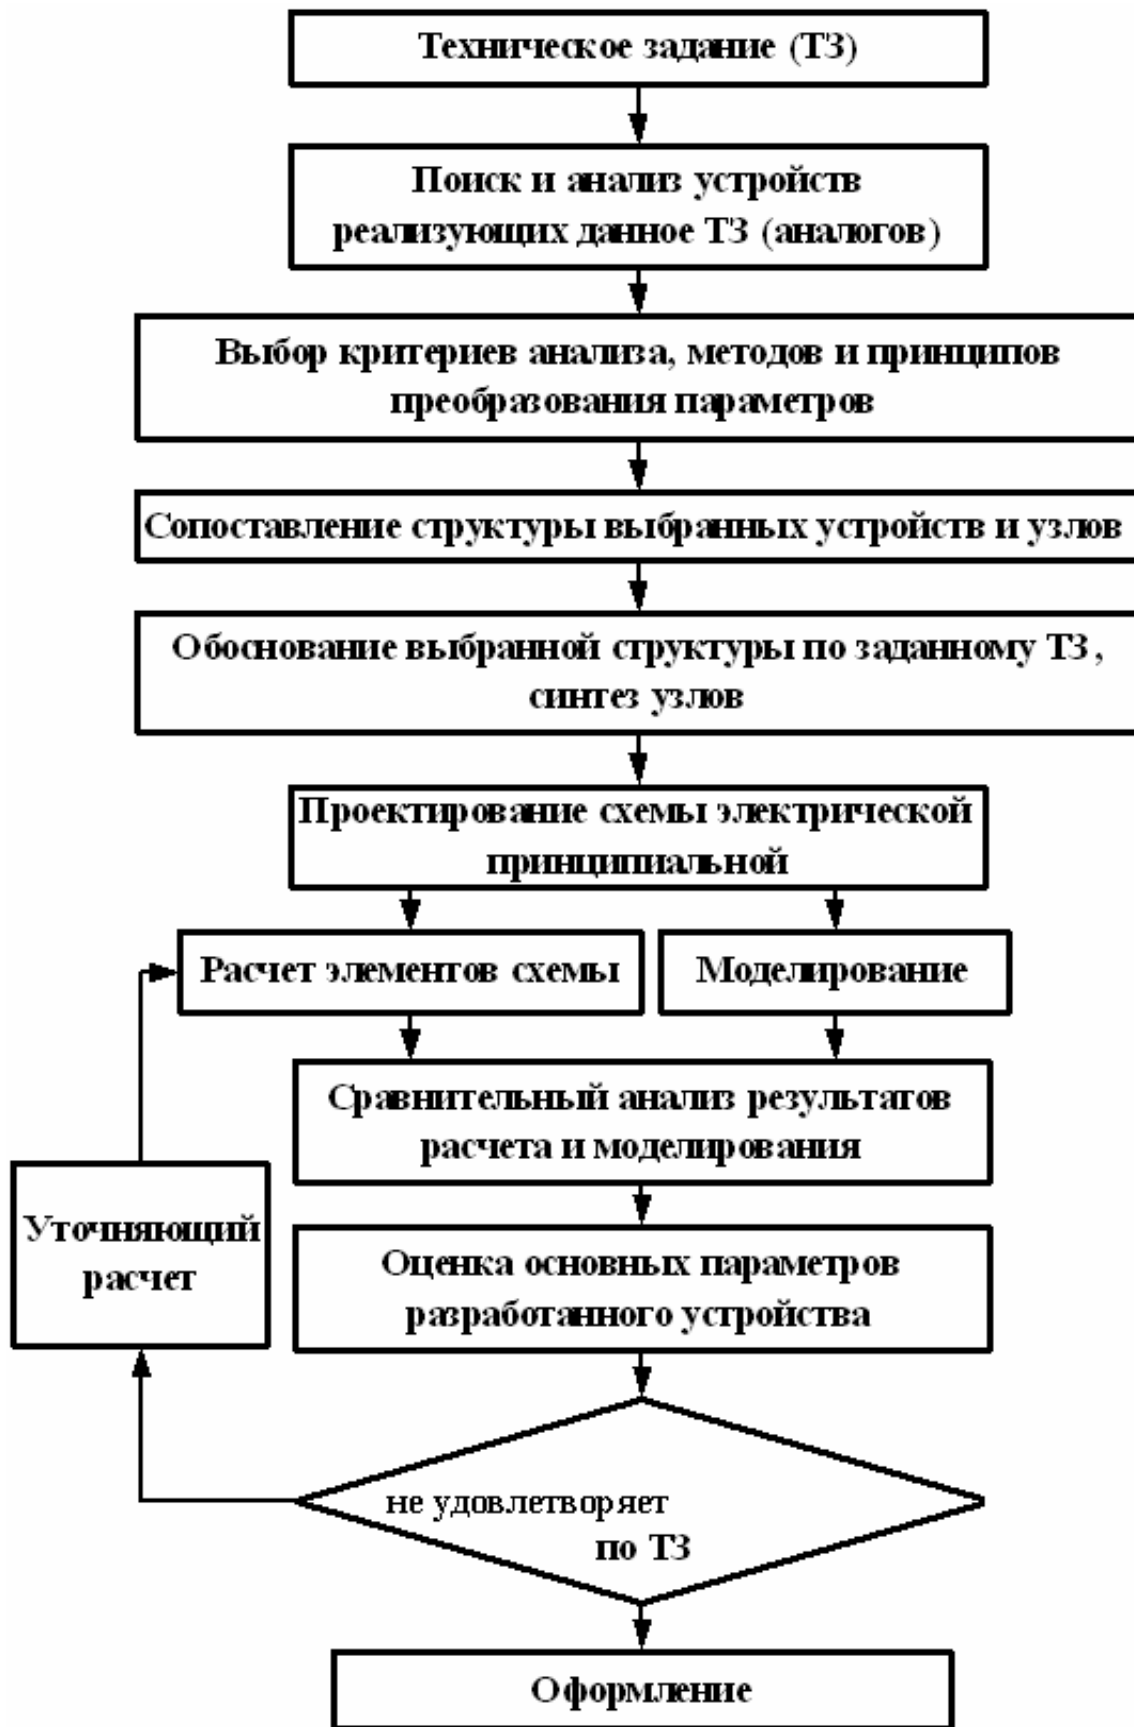 Техническое задание (ТЗ)
Поиск и анализ устройств
реализующих данное ТЗ (аналогов)
Выбор критериев анализа, методов и принципов
преобразования параметров
Сопоставление структуры выбранных устройств и узлов
Обоснование выбранной структуры по заданному ТЗ,
синтез узлов
Проектирование схемы электрической
принципиальной
Расчет элементов схемы
Моделирование
Сравнительный анализ результатов
расчета и моделирования
Уточняющий
расчет
Оценка основных параметров
разработанного устройства
не удовлетворяет
по ТЗ
Оформление